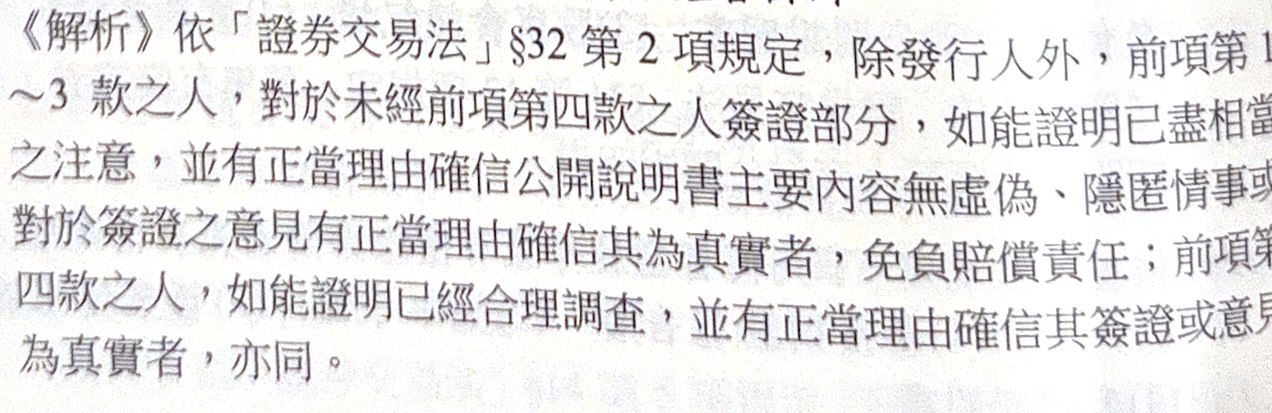 《解析》依「證券交易法」§32 第 2 項規定，除發行人外，前項第 1
～3 款之人，對於未經前項第四款之人簽證部分，如能證明已盡相當
之注意，並有正當理由確信公開說明書主要內容無虛偽、隱匿情事或
對於簽證之意見有正當理由確信其為真實者，免負賠償責任；前項第
四款之人，如能證明已經合理調查，並有正當理由確信其簽證或意見
為真實者，亦同。